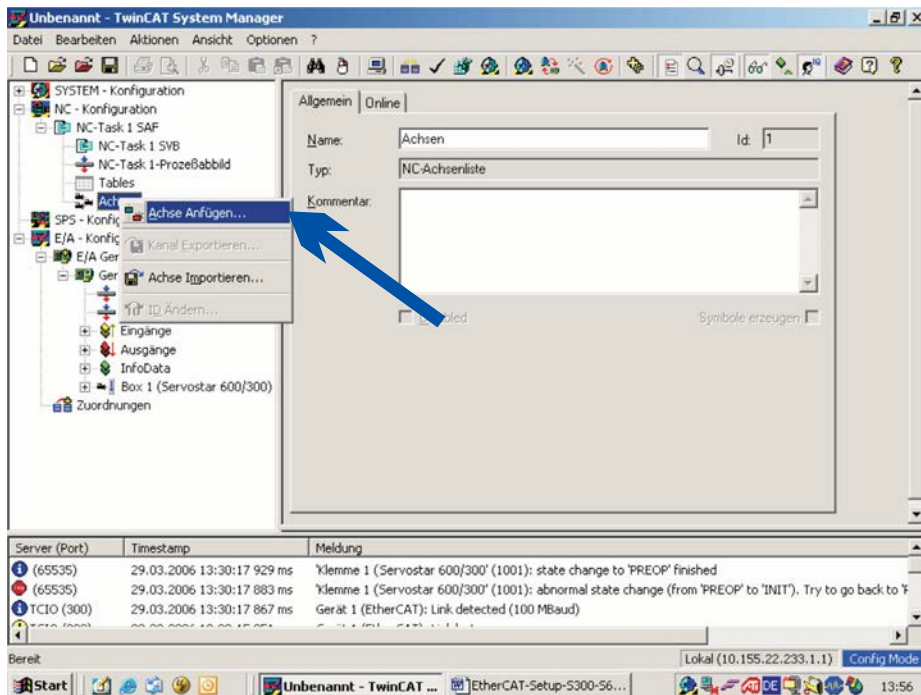 Unbenannt - TwinCAT System Manager
Datei Bearbeiten Aktionen Ansicht Optionen ?
SYSTEM - Konfiguration
NC - Konfiguration
NC-Task 1 SAF
NC-Task 1 SVB
NC-Task 1-Prozeßabbild
Tables
SPS - Konfig
E/A - Konfig
E/A Ger
Ger
Eingänge
Ausgänge
InfoData
Box 1 (Servostar 600/300)
Zuordnungen
Achse Anfügen...
Kanal Exportieren...
Achse Importieren...
ID Ändern...
Allgemein Online
Name: Achsen Id: 1
Typ: NC-Achsenliste
Kommentar:
Symbole erzeugen
Server (Port) Timestamp Meldung
(65535) 29.03.2006 13:30:17 929 ms 'Klemme 1 (Servostar 600/300' (1001): state change to 'PREOP' finished
(65535) 29.03.2006 13:30:17 883 ms 'Klemme 1 (Servostar 600/300' (1001): abnormal state change (from 'PREOP' to 'INIT'). Try to go back to 'P
TCIO (300) 29.03.2006 13:30:17 867 ms Gerät 1 (EtherCAT): Link detected (100 MBaud)
Bereit Lokal (10.155.22.233.1.1) Config Mode
Start Unbenannt - TwinCAT ... EtherCAT-Setup-S300-S6... DE 13:56